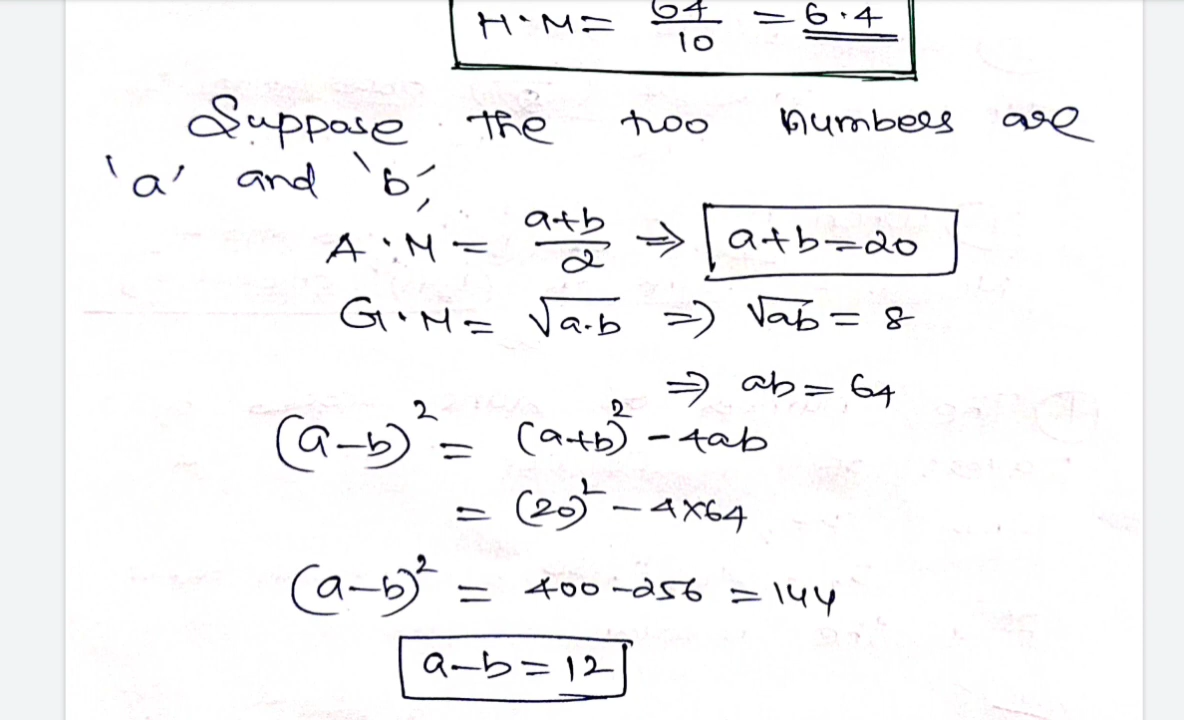 H·M = 64/10 = 6.4
Suppose the two numbers are
'a' and 'b',
A·M = a+b/2 ⇒ a+b=20
G·M = √a.b ⇒ √ab = 8
⇒ ab = 64
(a-b)² = (a+b)² - 4ab
= (20)² - 4×64
(a-b)² = 400-256 = 144
a-b = 12